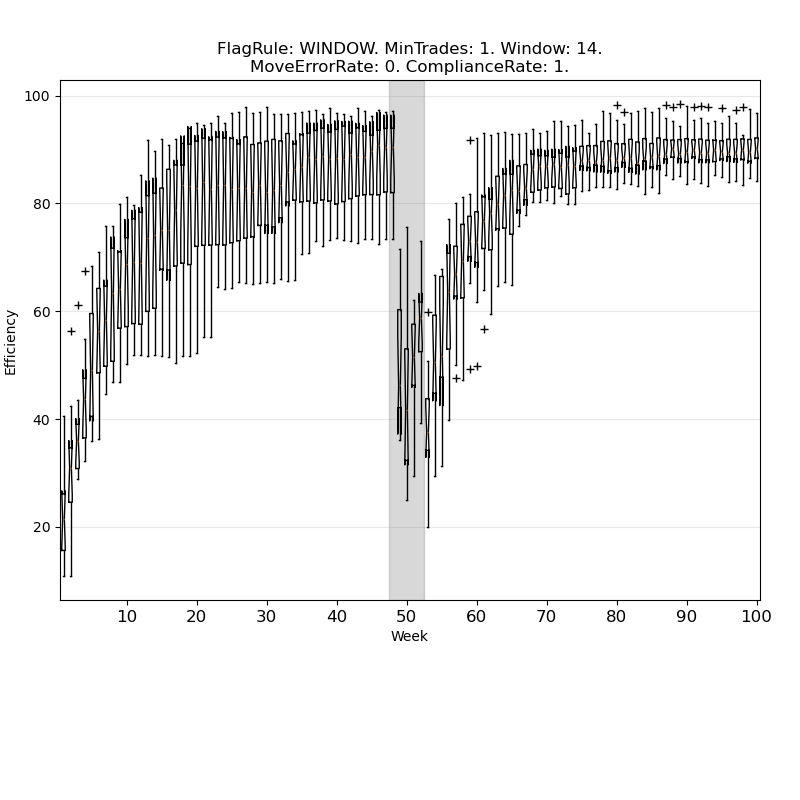 FlagRule: WINDOW. MinTrades: 1. Window: 14.
MoveErrorRate: 0. ComplianceRate: 1.
100
80
60
40
20
Efficiency
10 20 30 40 50 60 70 80 90 100
Week